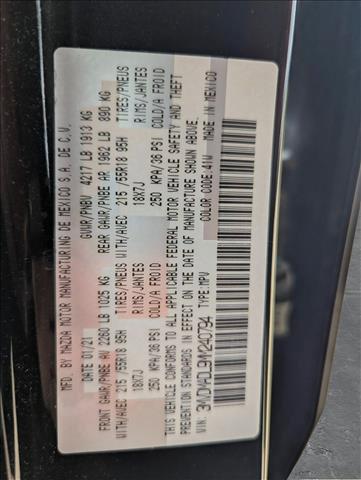 MFD. BY MAZDA MOTOR MANUFACTURING DE MEXICO S.A. DE C.V.
DATE 01/21 GVWR/PNBV 4217 LB 1913 KG
FRONT GAWR/PNBE AV 2260 LB 1025 KG REAR GAWR/PNBE AR 1962 LB 890 KG
WITH/AVEC 215/55R18 95H TIRES/PNEUS WITH/AVEC 215/55R18 95H TIRES/PNEUS
18X7J RIMS/JANTES 18X7J RIMS/JANTES
250 KPA/36 PSI COLD/A FROID 250 KPA/36 PSI COLD/A FROID
THIS VEHICLE CONFORMS TO ALL APPLICABLE FEDERAL MOTOR VEHICLE SAFETY AND THEFT
PREVENTION STANDARDS IN EFFECT ON THE DATE OF MANUFACTURE SHOWN ABOVE.
VIN: TYPE: MPV COLOR CODE: 41W MADE IN MEXICO